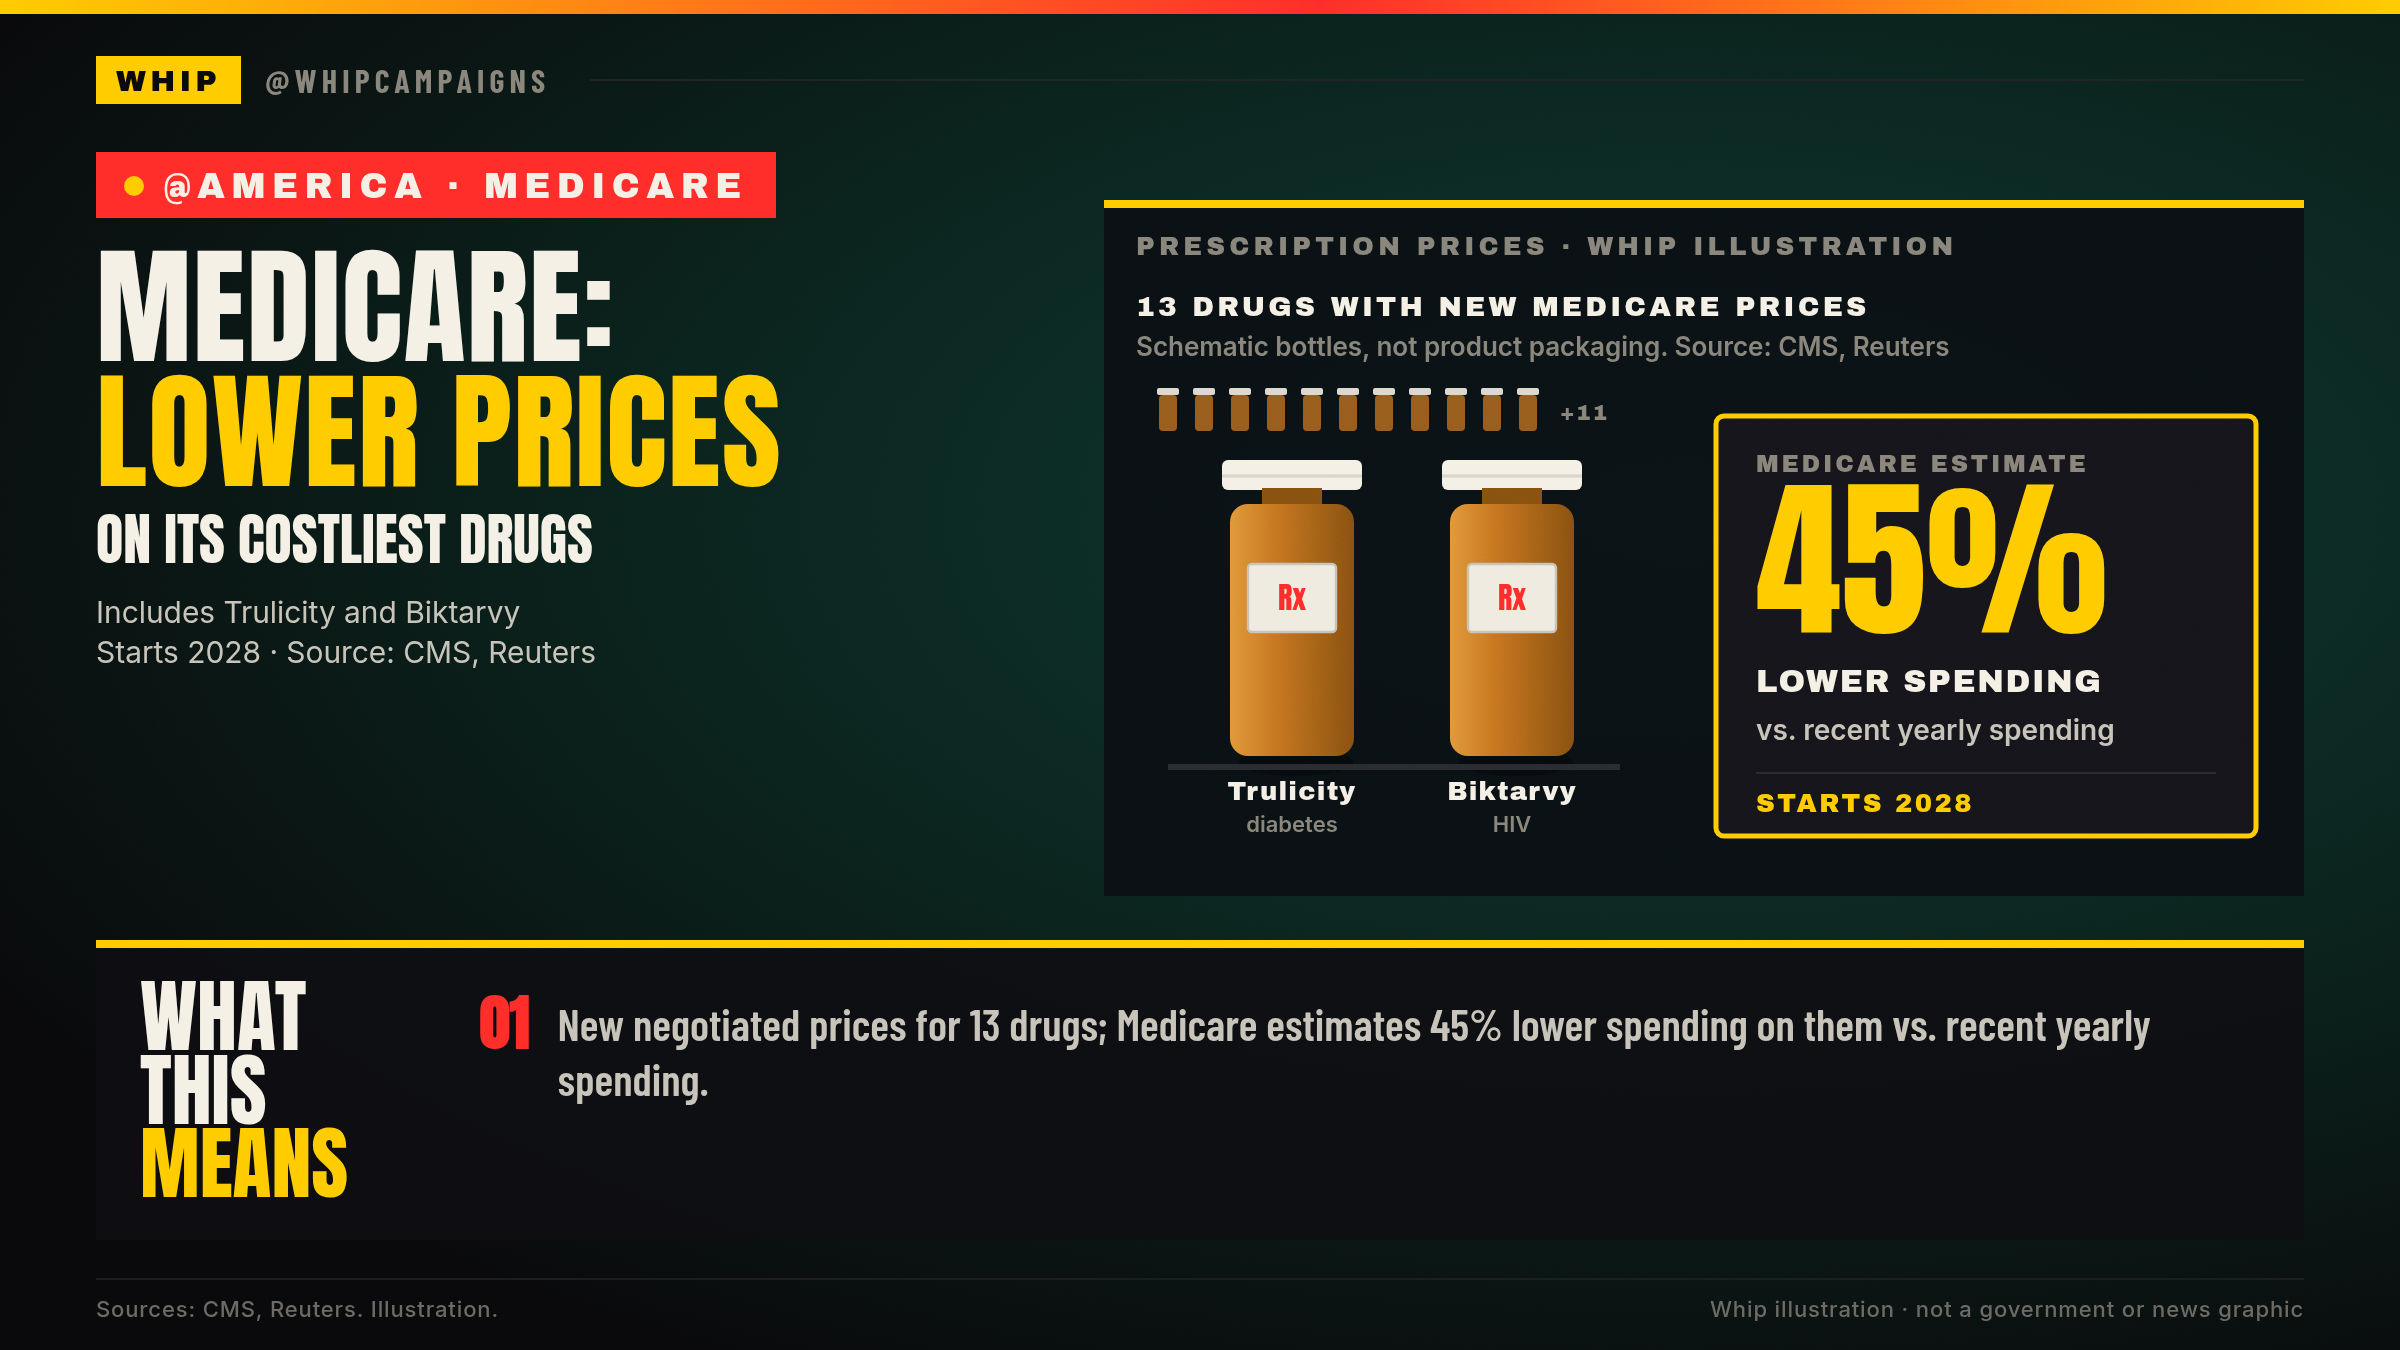 WHIP @WHIPCAMPAIGNS
@AMERICA · MEDICARE
MEDICARE:
LOWER PRICES
ON ITS COSTLIEST DRUGS
Includes Trulicity and Biktarvy
Starts 2028 · Source: CMS, Reuters
PRESCRIPTION PRICES · WHIP ILLUSTRATION
13 DRUGS WITH NEW MEDICARE PRICES
Schematic bottles, not product packaging. Source: CMS, Reuters
+11
Rx Rx
Trulicity Biktarvy
diabetes HIV
MEDICARE ESTIMATE
45%
LOWER SPENDING
vs. recent yearly spending
STARTS 2028
WHAT
THIS
MEANS
01 New negotiated prices for 13 drugs; Medicare estimates 45% lower spending on them vs. recent yearly
spending.
Sources: CMS, Reuters. Illustration.
Whip illustration · not a government or news graphic